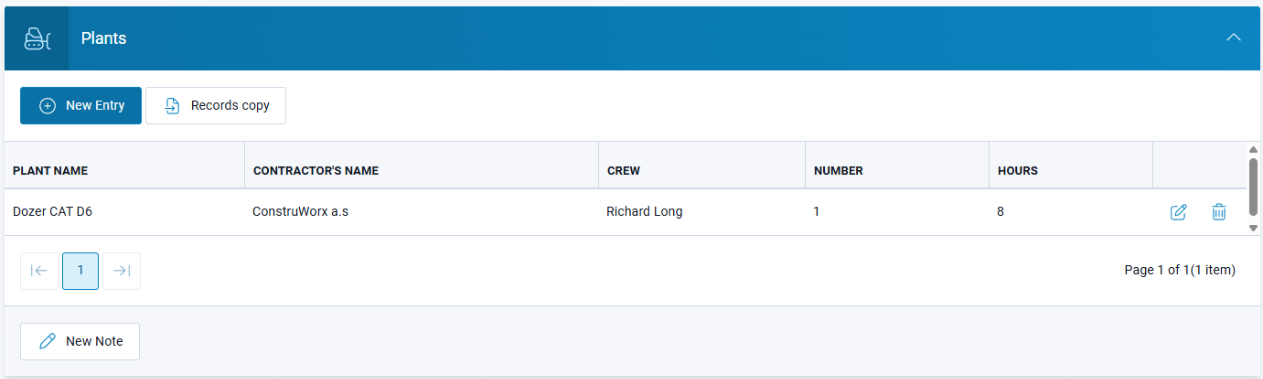 Plants
New Entry
Records copy
PLANT NAME CONTRACTOR'S NAME CREW NUMBER HOURS
Dozer CAT D6 ConstruWorx a.s Richard Long 1 8
1
Page 1 of 1(1 item)
New Note